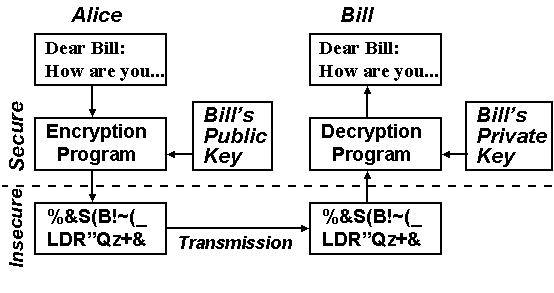 Alice
Bill
Dear Bill:
How are you...
Dear Bill:
How are you...
Secure
Encryption
Program
Bill's
Public
Key
Decryption
Program
Bill's
Private
Key
Insecure
%&S(B!~(_
LDR”Qz+&
Transmission
%&S(B!~(_
LDR”Qz+&